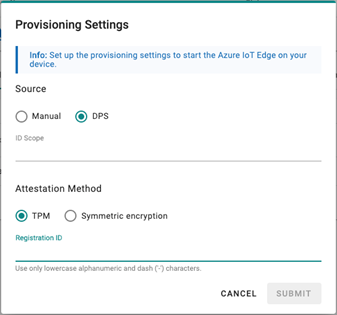 Provisioning Settings
Info: Set up the provisioning settings to start the Azure IoT Edge on your
device.
Source
Manual DPS
ID Scope
Attestation Method
TPM Symmetric encryption
Registration ID
Use only lowercase alphanumeric and dash ('-') characters.
CANCEL SUBMIT